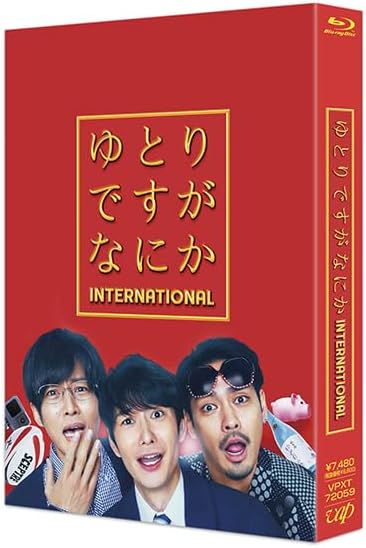 ゆとり
ですが
なにか
INTERNATIONAL
SCEPTRE
Blu-ray Disc
ゆとりですがなにか INTERNATIONAL
¥7,480
VPXT
72059
vap